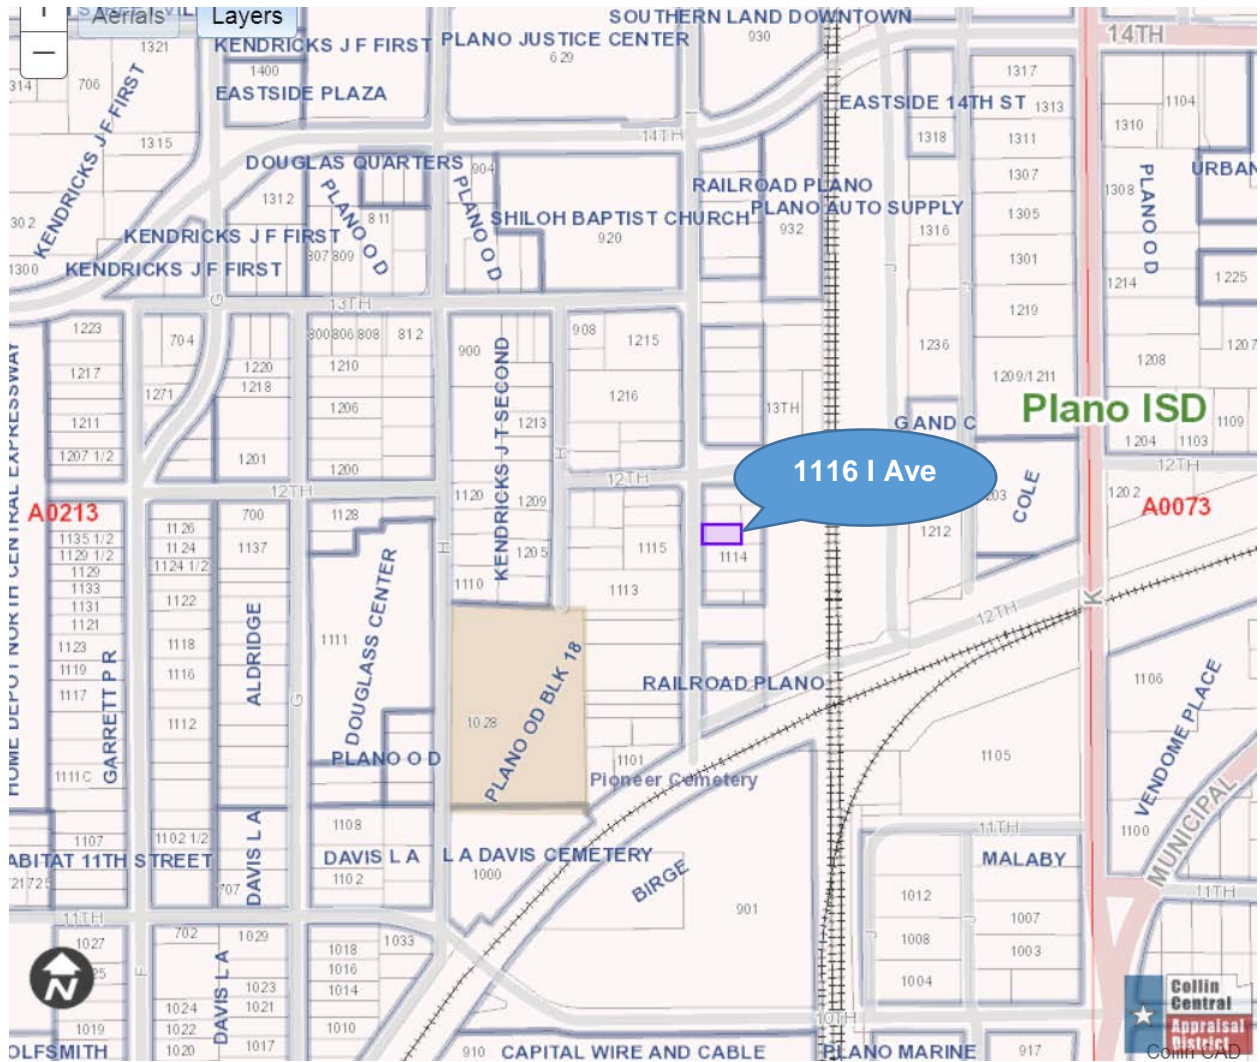 Aerials
Layers
SOUTHERN LAND DOWNTOWN
KENDRICKS J F FIRST
PLANO JUSTICE CENTER
930
14TH
1321
629
1400
1317
314
706
EASTSIDE PLAZA
EASTSIDE 14TH ST
1313
1104
KENDRICKS J F FIRST
1315
14TH
1318
1311
1310
DOUGLAS QUARTERS
904
1307
PLANO O D
URBAN
1312
PLANO O D
PLANO O D
RAILROAD PLANO
1308
302
811
SHILOH BAPTIST CHURCH
PLANO AUTO SUPPLY
1305
KENDRICKS J F FIRST
920
932
1316
1300
KENDRICKS J F FIRST
807
809
1301
1214
1225
G
13TH
J
J
1219
1223
704
800
806
808
812
900
908
1215
1236
1208
1207
1217
1220
1210
1218
KENDRICKS J T SECOND
1209/1211
1271
1206
1216
13TH
Plano ISD
1211
1213
G AND C
1109
1207 1/2
1201
1200
H
1204
1103
12TH
12TH
1116 I Ave
12TH
HOME DEPOT NORTH CENTRAL EXPRESSWAY
A0213
1126
700
1128
1120
1209
COLE
1202
A0073
1135 1/2
1124
1137
H
1205
1115
1114
1212
1129 1/2
1124 1/2
1129
1133
1110
1113
1131
1122
12TH
K
1121
ALDRIDGE
1111
DOUGLASS CENTER
1123
1118
1119
1116
G
PLANO OD BLK 18
RAILROAD PLANO
1106
VENDOME PLACE
1117
GARRETT P R
1112
1028
1111C
PLANO O D
1101
Pioneer Cemetery
1105
MUNICIPAL
1107
1102 1/2
DAVIS L A
1108
11TH
1100
ABITAT 11TH STREET
DAVIS L A
L A DAVIS CEMETERY
MALABY
21
725
707
1102
1000
BIRGE
11TH
1012
11TH
901
1007
1027
702
1029
1018
1033
J
1008
J
F
DAVIS L A
1016
1003
N
1023
1014
1004
1024
1021
Collin
Central
Appraisal
District
1019
1022
1010
10TH
OLFSMITH
1020
1017
910
CAPITAL WIRE AND CABLE
PLANO MARINE
917
Collin CAD